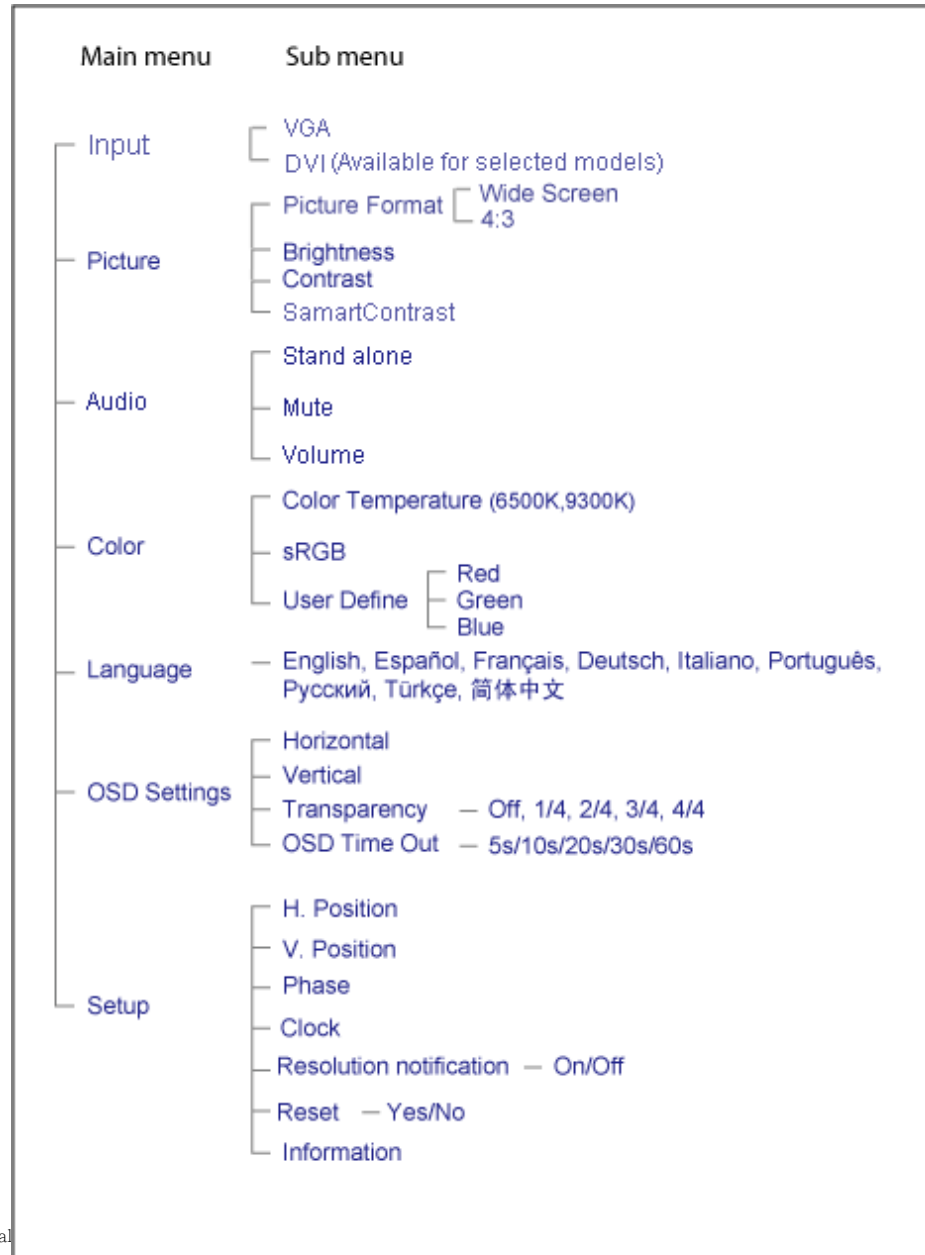 Main menu Sub menu
Input
VGA
DVI (Available for selected models)
Picture
Picture Format
Wide Screen
4:3
Brightness
Contrast
SamartContrast
Audio
Stand alone
Mute
Volume
Color
Color Temperature (6500K,9300K)
sRGB
User Define
Red
Green
Blue
Language
English, Español, Français, Deutsch, Italiano, Português,
Русский, Türkçe, 简体中文
OSD Settings
Horizontal
Vertical
Transparency — Off, 1/4, 2/4, 3/4, 4/4
OSD Time Out — 5s/10s/20s/30s/60s
Setup
H. Position
V. Position
Phase
Clock
Resolution notification — On/Off
Reset — Yes/No
Information